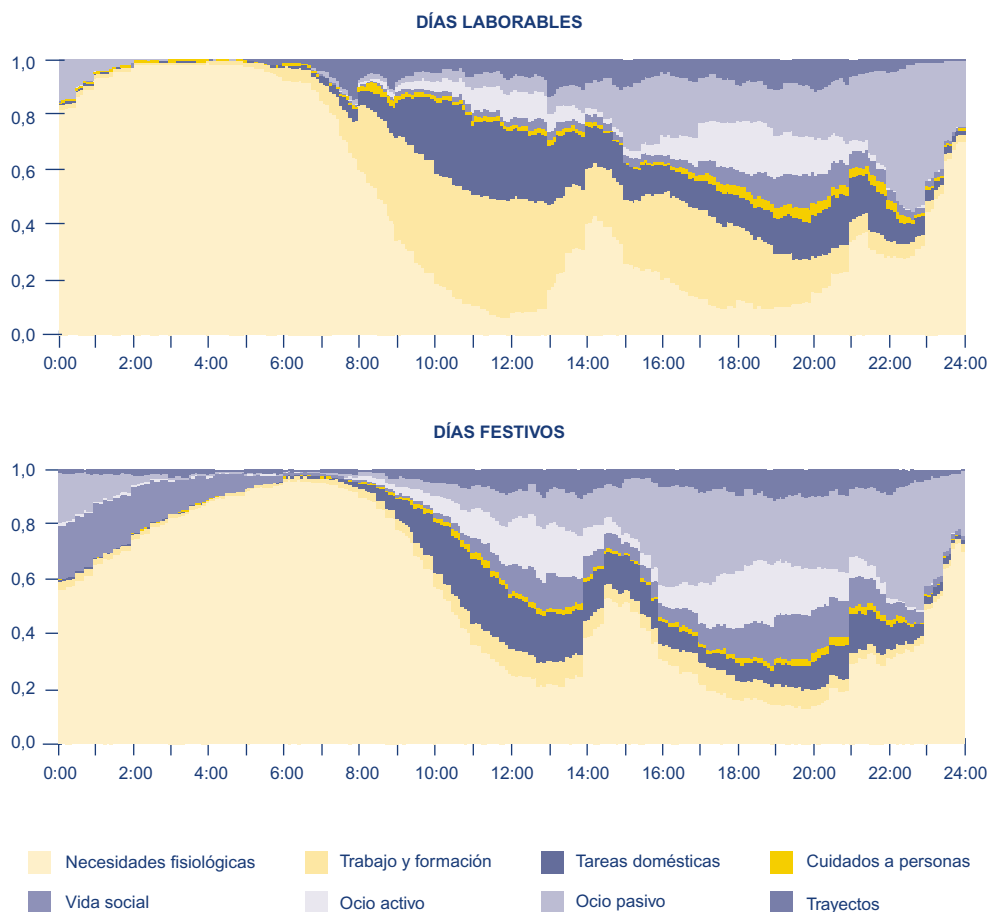 DÍAS LABORABLES
1,0
0,8
0,6
0,4
0,2
0,0
0:00 2:00 4:00 6:00 8:00 10:00 12:00 14:00 16:00 18:00 20:00 22:00 24:00
DÍAS FESTIVOS
1,0
0,8
0,6
0,4
0,2
0,0
0:00 2:00 4:00 6:00 8:00 10:00 12:00 14:00 16:00 18:00 20:00 22:00 24:00
Necesidades fisiológicas Trabajo y formación Tareas domésticas Cuidados a personas
Vida social Ocio activo Ocio pasivo Trayectos